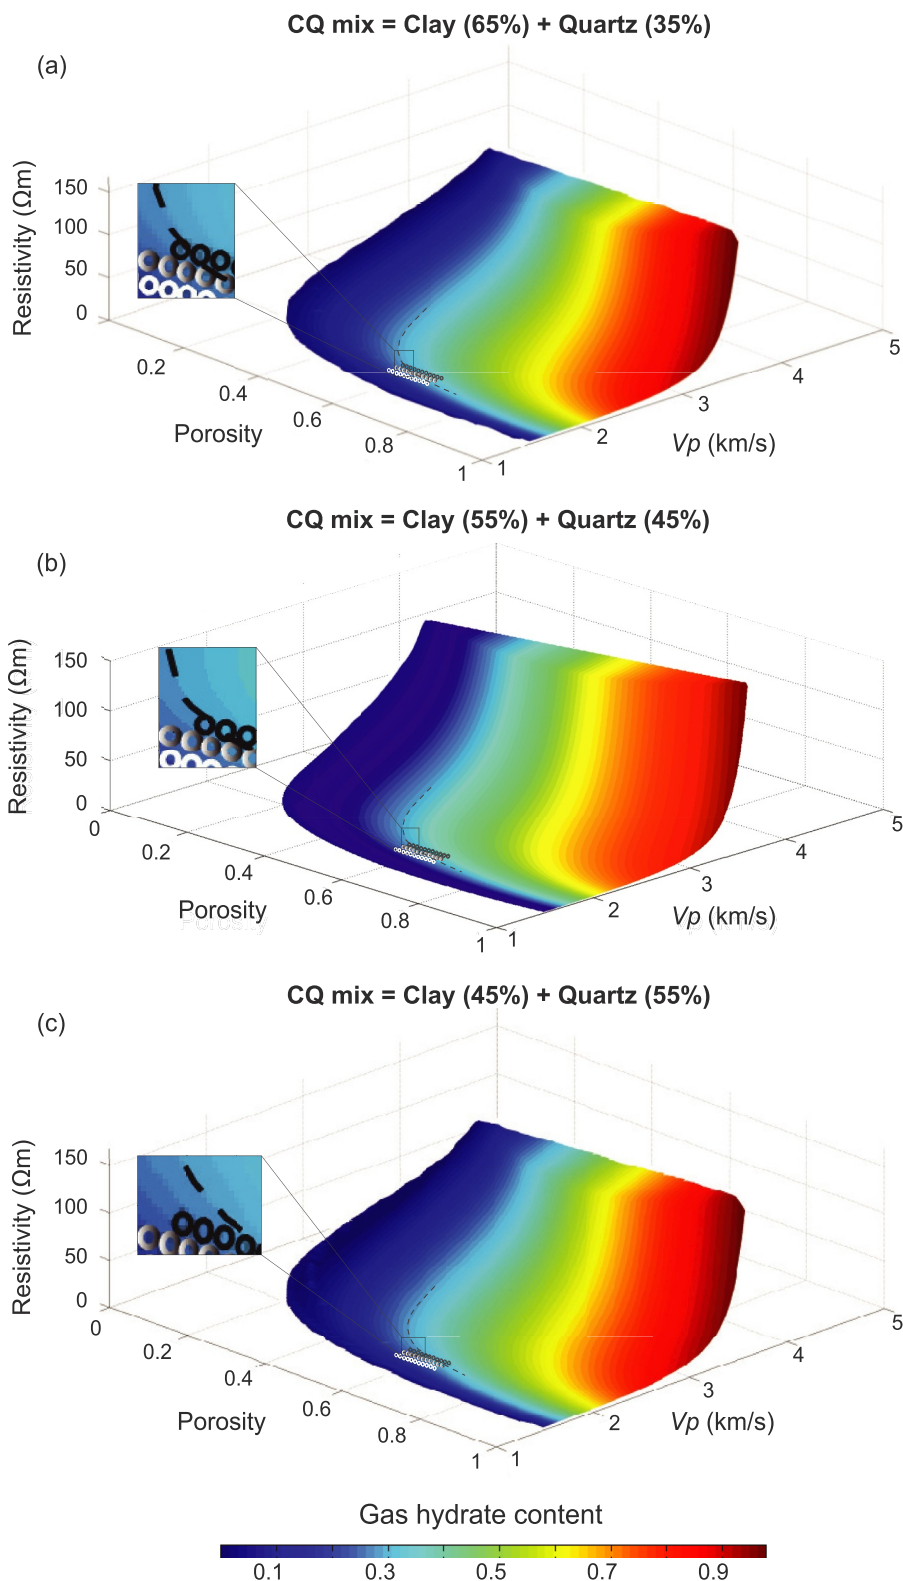 CQ mix = Clay (65%) + Quartz (35%)
(a)
Resistivity (Ωm)
150
100
50
0
0.2
0.4
0.6
0.8
1
Porosity
1
2
3
4
5
Vp (km/s)
CQ mix = Clay (55%) + Quartz (45%)
(b)
Resistivity (Ωm)
150
100
50
0
0
0.2
0.4
0.6
0.8
1
Porosity
1
2
3
4
5
Vp (km/s)
CQ mix = Clay (45%) + Quartz (55%)
(c)
Resistivity (Ωm)
150
100
50
0
0
0.2
0.4
0.6
0.8
1
Porosity
1
2
3
4
5
Vp (km/s)
Gas hydrate content
0.1 0.3 0.5 0.7 0.9